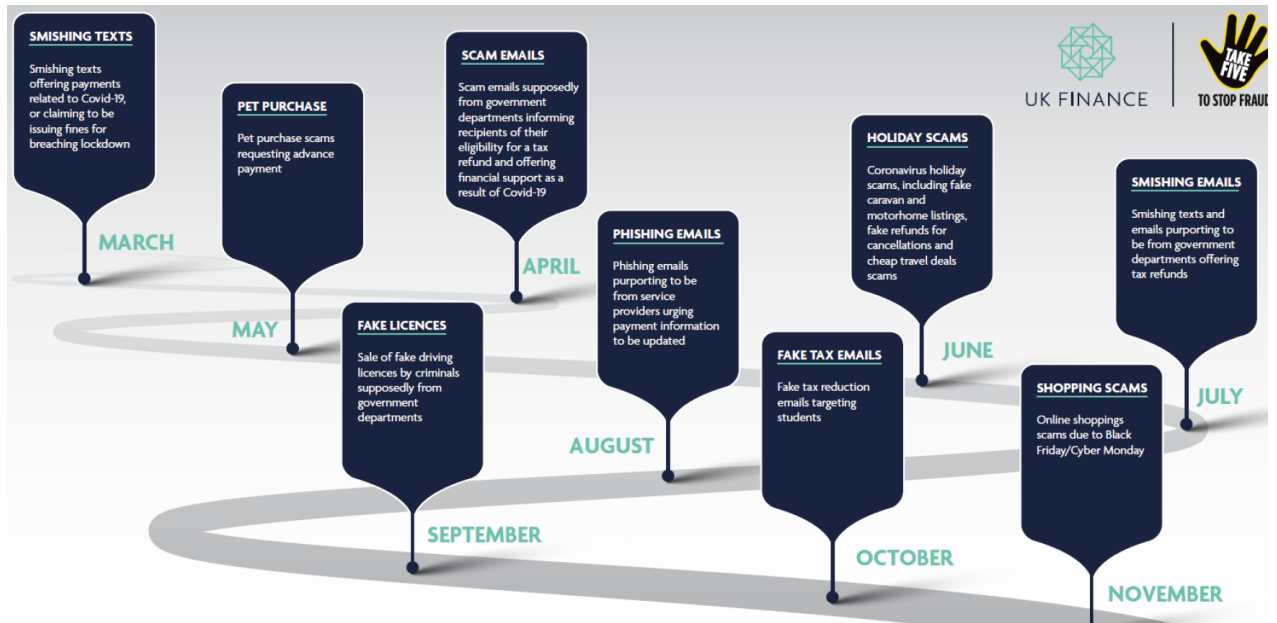 SMISHING TEXTS
Smishing texts
offering payments
related to Covid-19,
or claiming to be
issuing fines for
breaching lockdown
MARCH
SCAM EMAILS
Scam emails supposedly
from government
departments informing
recipients of their
eligibility for a tax
refund and offering
financial support as a
result of Covid-19
APRIL
PET PURCHASE
Pet purchase scams
requesting advance
payment
MAY
HOLIDAY SCAMS
Coronavirus holiday
scams, including fake
caravan and
motorhome listings,
fake refunds for
cancellations and
cheap travel deals
scams
JUNE
SMISHING EMAILS
Smishing texts and
emails purporting to
be from government
departments offering
tax refunds
JULY
PHISHING EMAILS
Phishing emails
purporting to be
from service
providers urging
payment information
to be updated
AUGUST
FAKE LICENCES
Sale of fake driving
licences by criminals
supposedly from
government
departments
SEPTEMBER
FAKE TAX EMAILS
Fake tax reduction
emails targeting
students
OCTOBER
SHOPPING SCAMS
Online shoppings
scams due to Black
Friday/Cyber Monday
NOVEMBER
UK FINANCE
TAKE
FIVE
TO STOP FRAUD